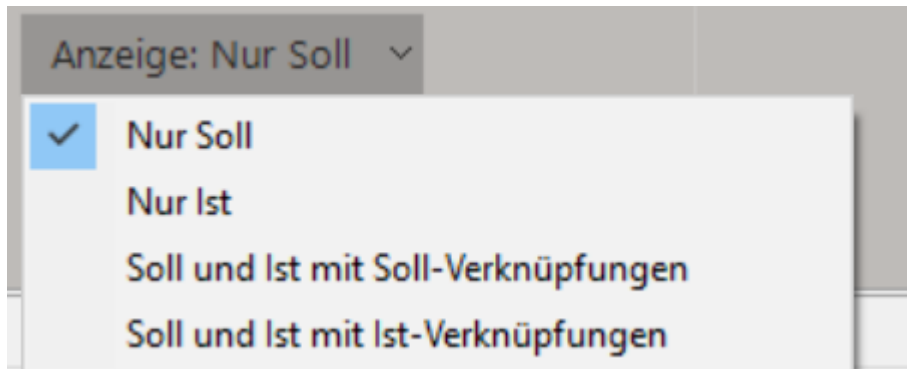 Anzeige: Nur Soll
Nur Soll
Nur Ist
Soll und Ist mit Soll-Verknüpfungen
Soll und Ist mit Ist-Verknüpfungen